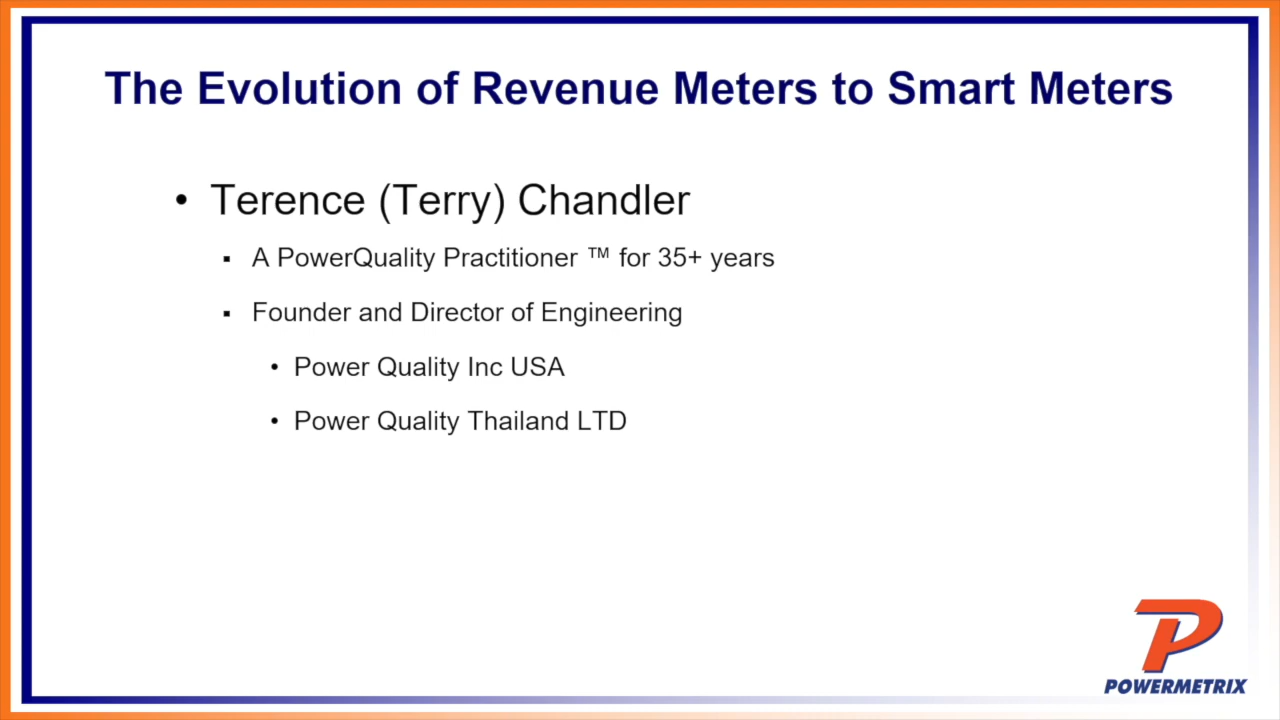 The Evolution of Revenue Meters to Smart Meters
• Terence (Terry) Chandler
▪ A PowerQuality Practitioner ™ for 35+ years
▪ Founder and Director of Engineering
• Power Quality Inc USA
• Power Quality Thailand LTD
P
POWERMETRIX